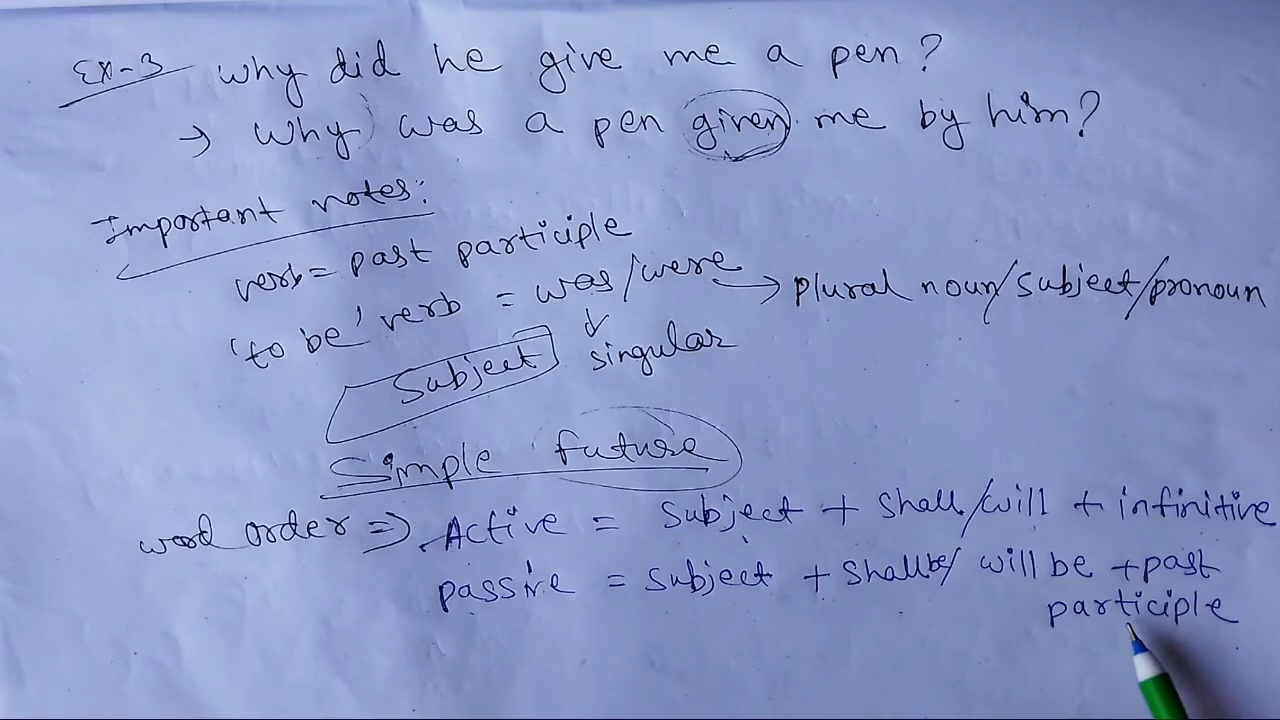 Ex-3 Why did he give me a pen?
→ Why was a pen given me by him?
Important notes:
verb = past participle
'to be' verb = was/were → plural noun/subject/pronoun
Subject singular
Simple future
word order ⇒ Active = subject + shall/will + infinitive
passive = subject + shall be/ will be + past participle